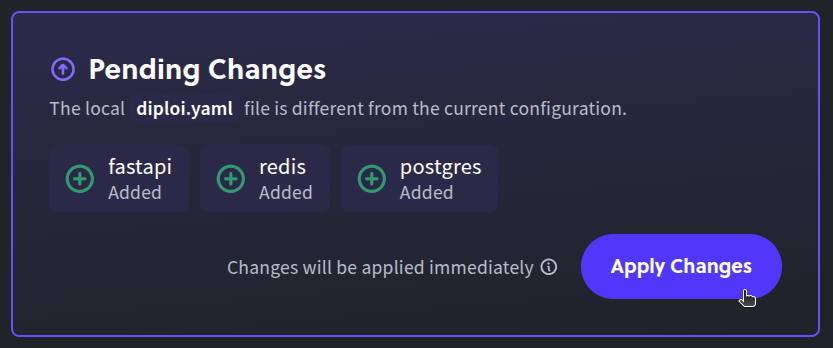 Pending Changes
The local diploi.yaml file is different from the current configuration.
fastapi redis postgres
Added Added Added
Changes will be applied immediately
Apply Changes